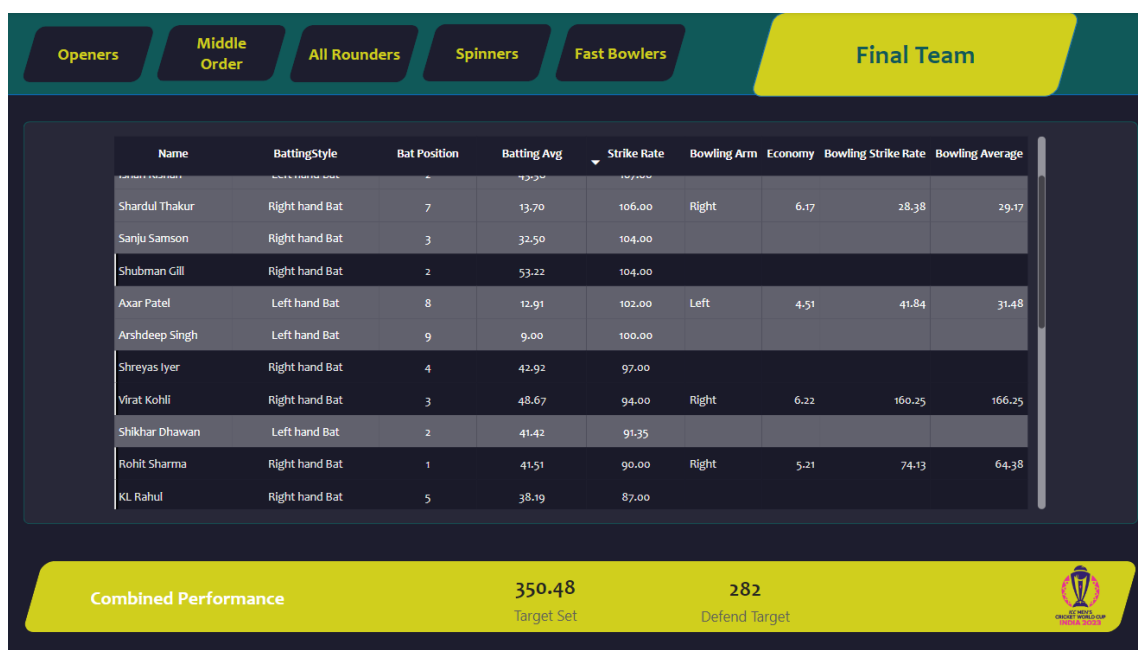 Openers
Middle
Order
All Rounders
Spinners
Fast Bowlers
Final Team
Name BattingStyle Bat Position Batting Avg Strike Rate Bowling Arm Economy Bowling Strike Rate Bowling Average
Shardul Thakur Right hand Bat 7 13.70 106.00 Right 6.17 28.38 29.17
Sanju Samson Right hand Bat 3 32.50 104.00
Shubman Gill Right hand Bat 2 53.22 104.00
Axar Patel Left hand Bat 8 12.91 102.00 Left 4.51 41.84 31.48
Arshdeep Singh Left hand Bat 9 9.00 100.00
Shreyas Iyer Right hand Bat 4 42.92 97.00
Virat Kohli Right hand Bat 3 48.67 94.00 Right 6.22 160.25 166.25
Shikhar Dhawan Left hand Bat 2 41.42 91.35
Rohit Sharma Right hand Bat 1 41.51 90.00 Right 5.21 74.13 64.38
KL Rahul Right hand Bat 5 38.19 87.00
Combined Performance
350.48
Target Set
282
Defend Target
ICC MEN'S
CRICKET WORLD CUP
INDIA 2023